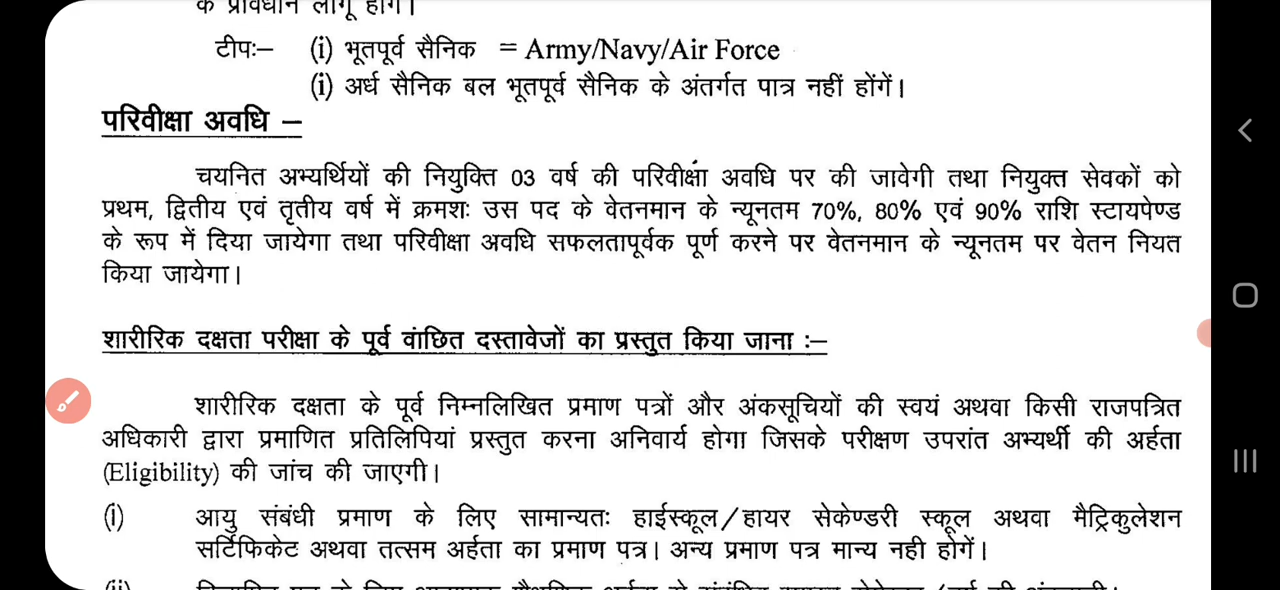 के प्रावधान लागू होंगे।
टीपः– (i) भूतपूर्व सैनिक = Army/Navy/Air Force
(i) अर्ध सैनिक बल भूतपूर्व सैनिक के अंतर्गत पात्र नहीं होंगें।
परिवीक्षा अवधि –
चयनित अभ्यर्थियों की नियुक्ति 03 वर्ष की परिवीक्षा अवधि पर की जावेगी तथा नियुक्त सेवकों को
प्रथम, द्वितीय एवं तृतीय वर्ष में क्रमशः उस पद के वेतनमान के न्यूनतम 70%, 80% एवं 90% राशि स्टायपेण्ड
के रूप में दिया जायेगा तथा परिवीक्षा अवधि सफलतापूर्वक पूर्ण करने पर वेतनमान के न्यूनतम पर वेतन नियत
किया जायेगा।
शारीरिक दक्षता परीक्षा के पूर्व वांछित दस्तावेजों का प्रस्तुत किया जाना :–
शारीरिक दक्षता के पूर्व निम्नलिखित प्रमाण पत्रों और अंकसूचियों की स्वयं अथवा किसी राजपत्रित
अधिकारी द्वारा प्रमाणित प्रतिलिपियां प्रस्तुत करना अनिवार्य होगा जिसके परीक्षण उपरांत अभ्यर्थी की अर्हता
(Eligibility) की जांच की जाएगी।
(i) आयु संबंधी प्रमाण के लिए सामान्यतः हाईस्कूल/हायर सेकेण्डरी स्कूल अथवा मैट्रिकुलेशन
सर्टिफिकेट अथवा तत्सम अर्हता का प्रमाण पत्र। अन्य प्रमाण पत्र मान्य नही होगें।
(ii)